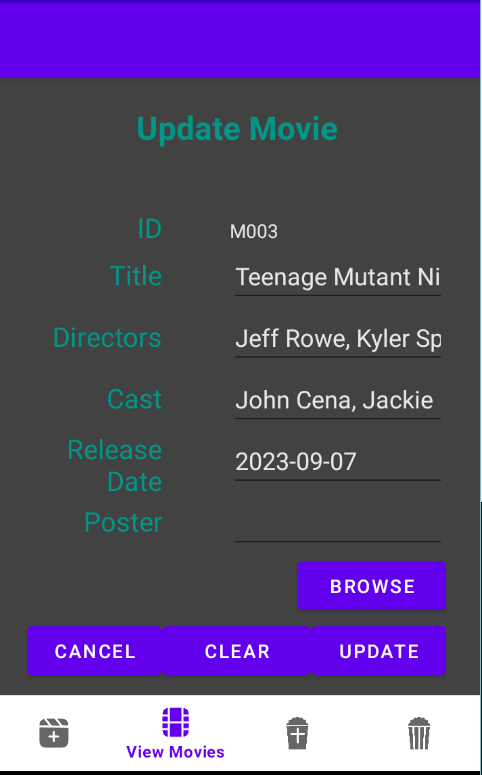 Update Movie
ID M003
Title Teenage Mutant Ni
Directors Jeff Rowe, Kyler Sp
Cast John Cena, Jackie
Release
Date 2023-09-07
Poster
BROWSE
CANCEL CLEAR UPDATE
View Movies